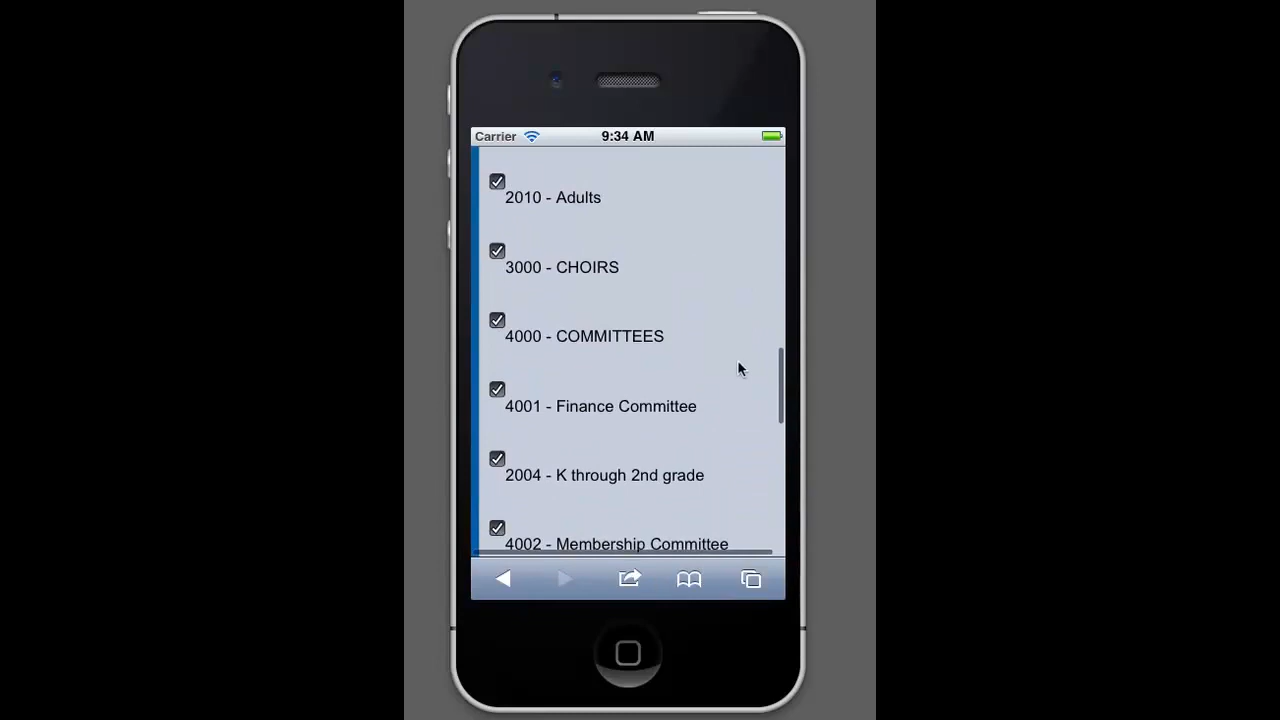 Carrier 9:34 AM
2010 - Adults
3000 - CHOIRS
4000 - COMMITTEES
4001 - Finance Committee
2004 - K through 2nd grade
4002 - Membership Committee